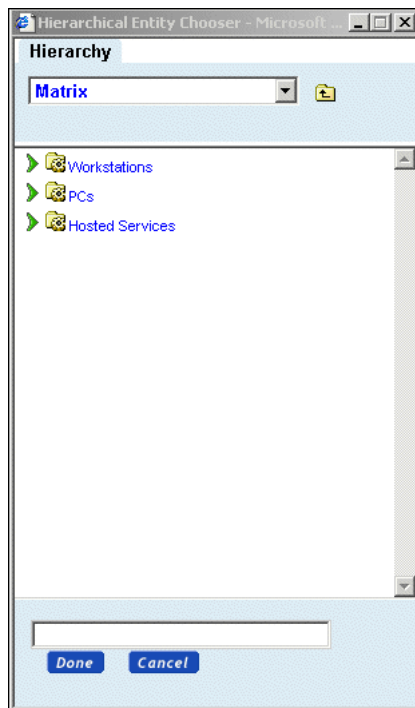 Hierarchical Entity Chooser - Microsoft ...
Hierarchy
Matrix
Workstations
PCs
Hosted Services
Done Cancel